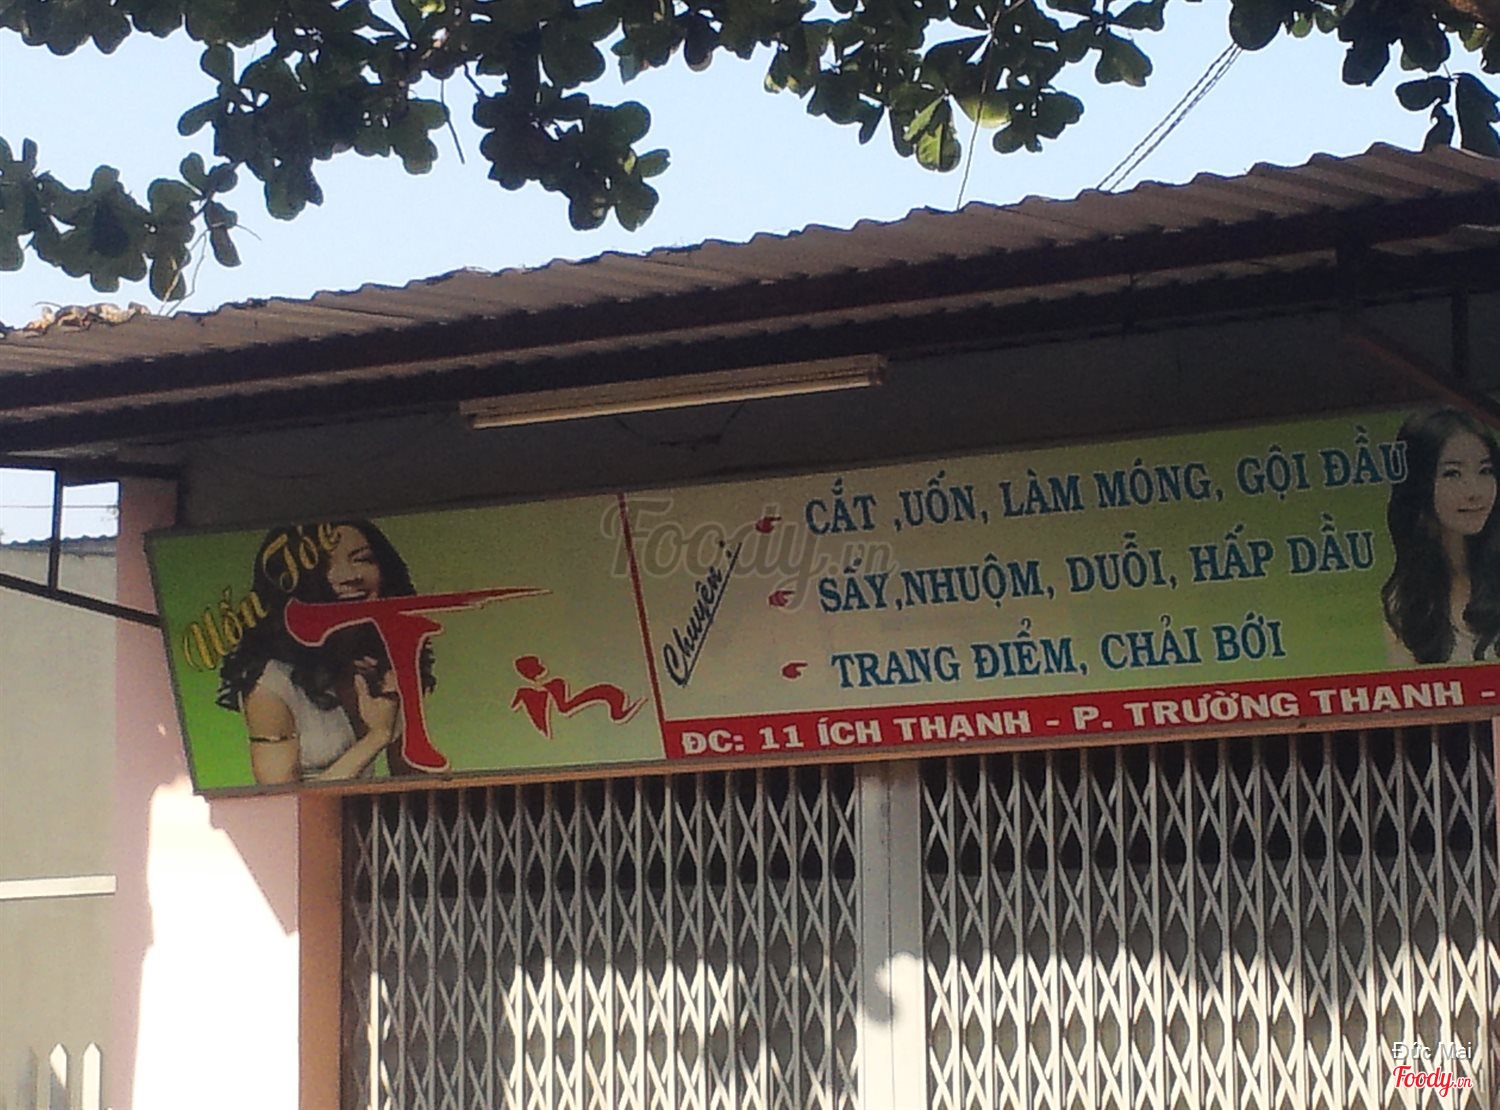 Uốn Tóc
Tin
Chuyên:
CẮT ,UỐN, LÀM MÓNG, GỘI ĐẦU
SẤY,NHUỘM, DUỖI, HẤP DẦU
TRANG ĐIỂM, CHẢI BỚI
ĐC: 11 ÍCH THẠNH - P. TRƯỜNG THẠNH -
Foody.vn
Đức Mai
Foody.vn